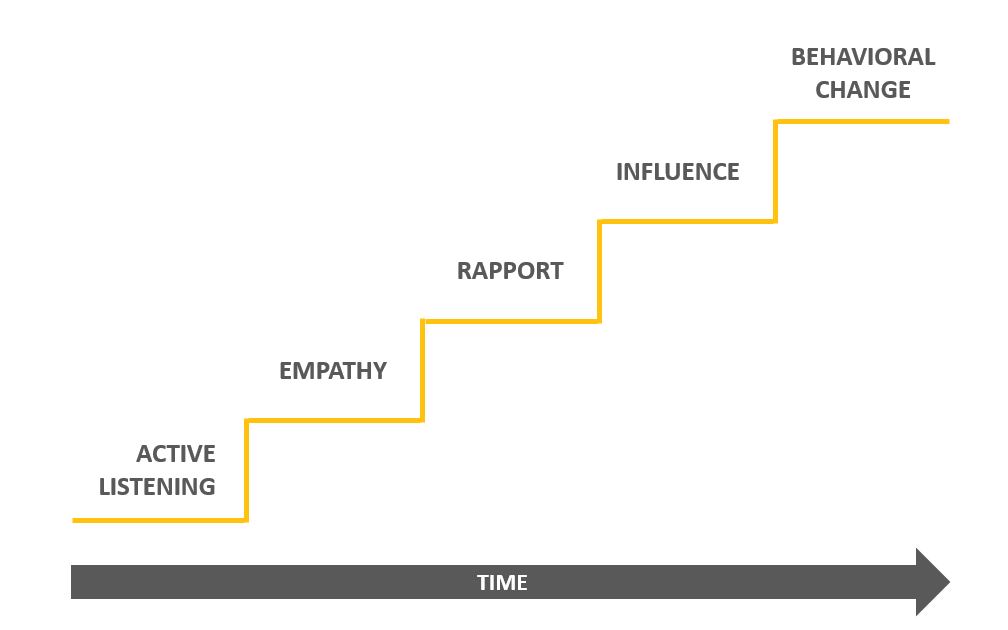 BEHAVIORAL
CHANGE
INFLUENCE
RAPPORT
EMPATHY
ACTIVE
LISTENING
TIME